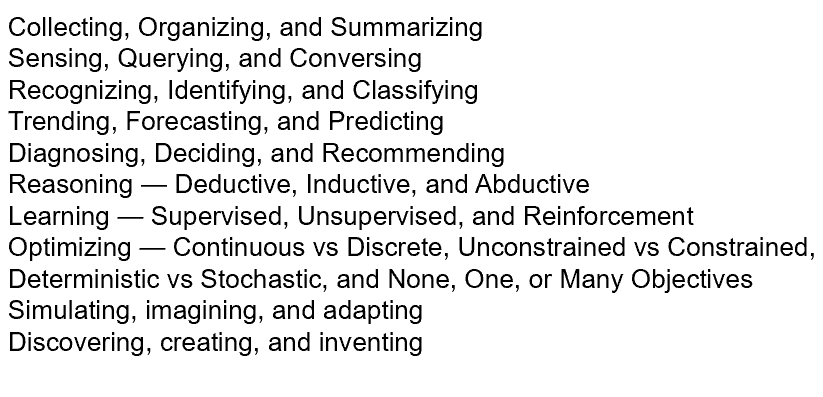 Collecting, Organizing, and Summarizing
Sensing, Querying, and Conversing
Recognizing, Identifying, and Classifying
Trending, Forecasting, and Predicting
Diagnosing, Deciding, and Recommending
Reasoning — Deductive, Inductive, and Abductive
Learning — Supervised, Unsupervised, and Reinforcement
Optimizing — Continuous vs Discrete, Unconstrained vs Constrained,
Deterministic vs Stochastic, and None, One, or Many Objectives
Simulating, imagining, and adapting
Discovering, creating, and inventing